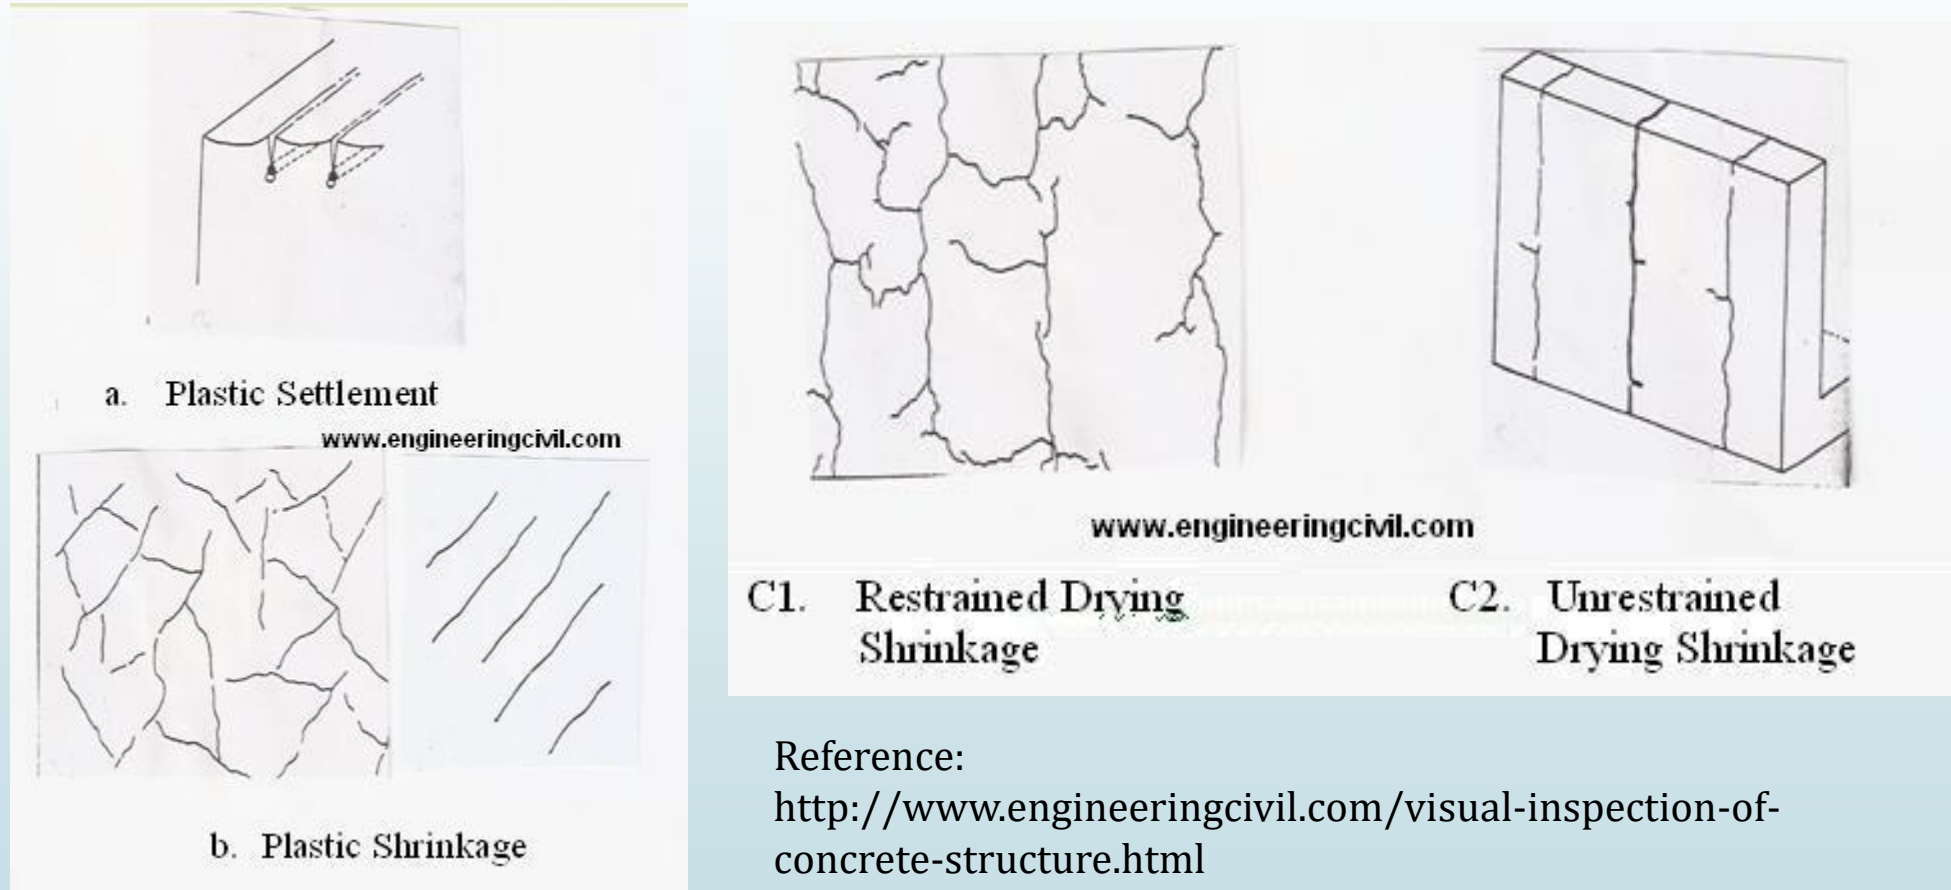 a. Plastic Settlement
www.engineeringcivil.com
b. Plastic Shrinkage
www.engineeringcivil.com
C1. Restrained Drying
Shrinkage
C2. Unrestrained
Drying Shrinkage
Reference:
http://www.engineeringcivil.com/visual-inspection-of-
concrete-structure.html